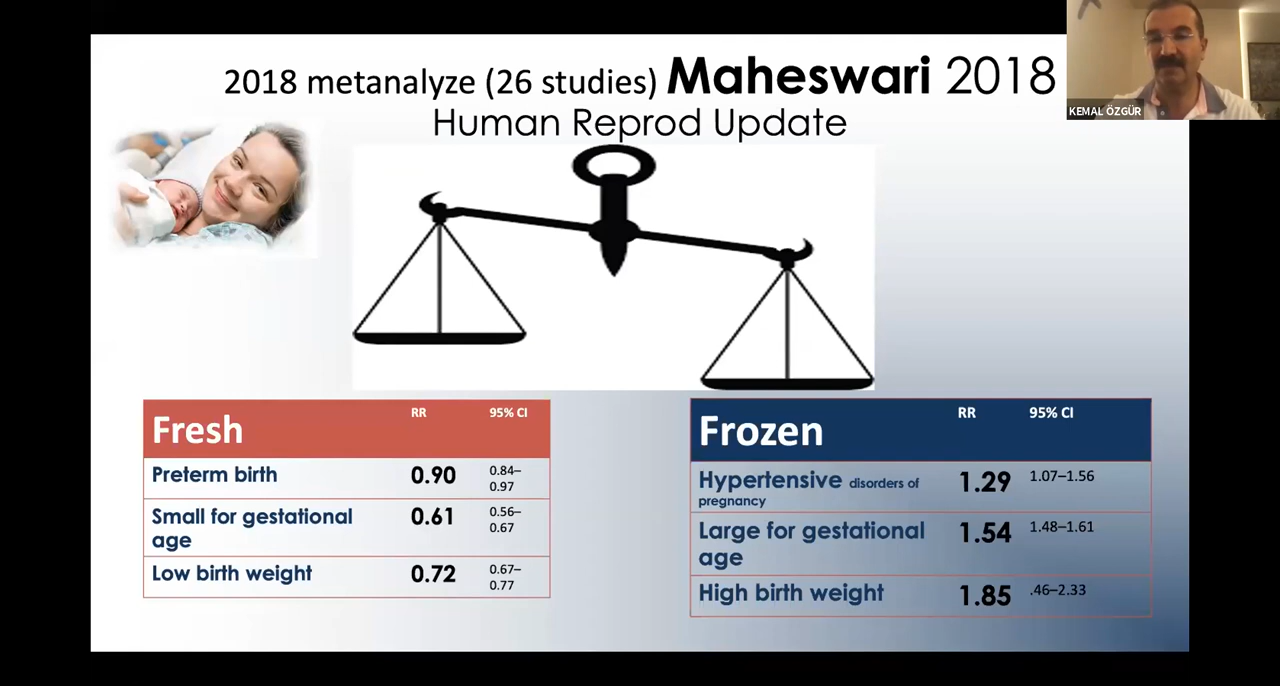 2018 metanalyze (26 studies) Maheswari 2018
Human Reprod Update
KEMAL ÖZGÜR
Fresh RR 95% CI
Preterm birth 0.90 0.84–
0.97
Small for gestational 0.61 0.56–
age 0.67
Low birth weight 0.72 0.67–
0.77
Frozen RR 95% CI
Hypertensive disorders of 1.29 1.07–1.56
pregnancy
Large for gestational 1.54 1.48–1.61
age
High birth weight 1.85 .46–2.33